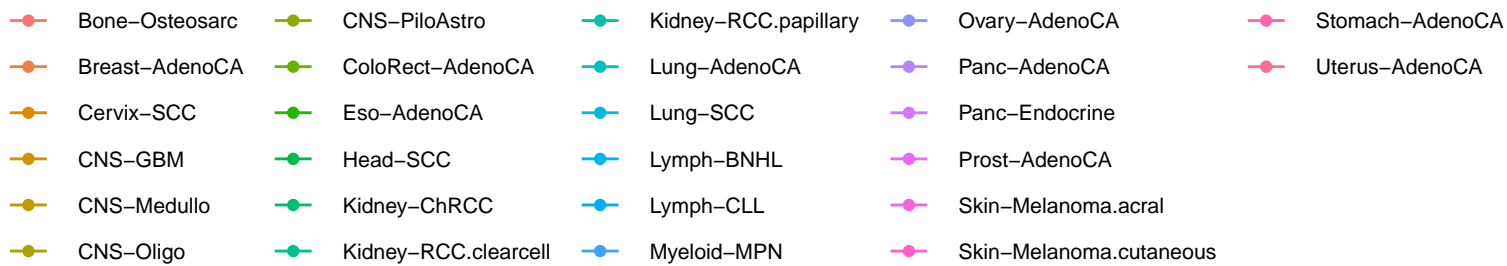 Bone−Osteosarc
Breast−AdenoCA
Cervix−SCC
CNS−GBM
CNS−Medullo
CNS−Oligo
CNS−PiloAstro
ColoRect−AdenoCA
Eso−AdenoCA
Head−SCC
Kidney−ChRCC
Kidney−RCC.clearcell
Kidney−RCC.papillary
Lung−AdenoCA
Lung−SCC
Lymph−BNHL
Lymph−CLL
Myeloid−MPN
Ovary−AdenoCA
Panc−AdenoCA
Panc−Endocrine
Prost−AdenoCA
Skin−Melanoma.acral
Skin−Melanoma.cutaneous
Stomach−AdenoCA
Uterus−AdenoCA